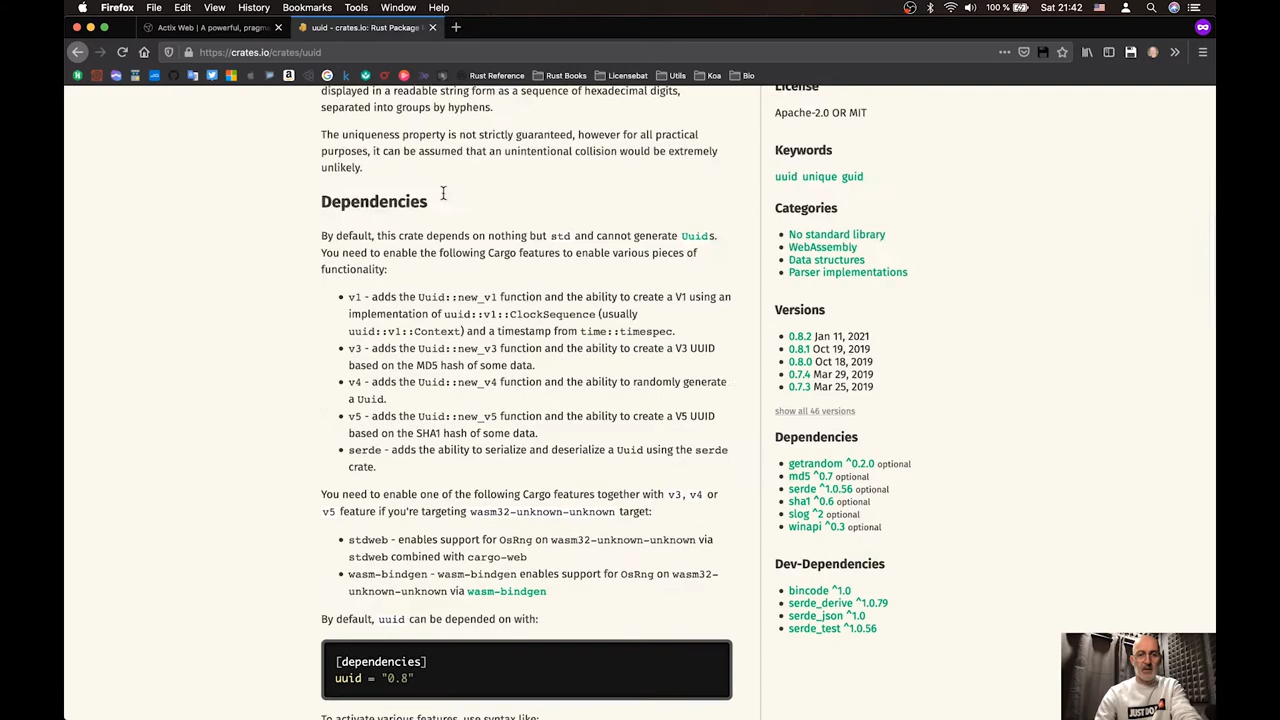 Firefox File Edit View History Bookmarks Tools Window Help
100 % Sat 21:42
Actix Web | A powerful, pragm
uuid - crates.io: Rust Package
https://crates.io/crates/uuid
Rust Reference Rust Books Licensebat Utils Koa Bio
displayed in a readable string form as a sequence of hexadecimal digits,
separated into groups by hyphens.
The uniqueness property is not strictly guaranteed, however for all practical
purposes, it can be assumed that an unintentional collision would be extremely
unlikely.
Dependencies
By default, this crate depends on nothing but std and cannot generate Uuids.
You need to enable the following Cargo features to enable various pieces of
functionality:
• v1 - adds the Uuid::new_v1 function and the ability to create a V1 using an
implementation of uuid::v1::ClockSequence (usually
uuid::v1::Context) and a timestamp from time::timespec.
• v3 - adds the Uuid::new_v3 function and the ability to create a V3 UUID
based on the MD5 hash of some data.
• v4 - adds the Uuid::new_v4 function and the ability to randomly generate
a Uuid.
• v5 - adds the Uuid::new_v5 function and the ability to create a V5 UUID
based on the SHA1 hash of some data.
• serde - adds the ability to serialize and deserialize a Uuid using the serde
crate.
You need to enable one of the following Cargo features together with v3, v4 or
v5 feature if you're targeting wasm32-unknown-unknown target:
• stdweb - enables support for OsRng on wasm32-unknown-unknown via
stdweb combined with cargo-web
• wasm-bindgen - wasm-bindgen enables support for OsRng on wasm32-
unknown-unknown via wasm-bindgen
By default, uuid can be depended on with:
[dependencies]
uuid = "0.8"
To activate various features, use syntax like:
License
Apache-2.0 OR MIT
Keywords
uuid unique guid
Categories
• No standard library
• WebAssembly
• Data structures
• Parser implementations
Versions
• 0.8.2 Jan 11, 2021
• 0.8.1 Oct 19, 2019
• 0.8.0 Oct 18, 2019
• 0.7.4 Mar 29, 2019
• 0.7.3 Mar 25, 2019
show all 46 versions
Dependencies
• getrandom ^0.2.0 optional
• md5 ^0.7 optional
• serde ^1.0.56 optional
• sha1 ^0.6 optional
• slog ^2 optional
• winapi ^0.3 optional
Dev-Dependencies
• bincode ^1.0
• serde_derive ^1.0.79
• serde_json ^1.0
• serde_test ^1.0.56
JUST DO